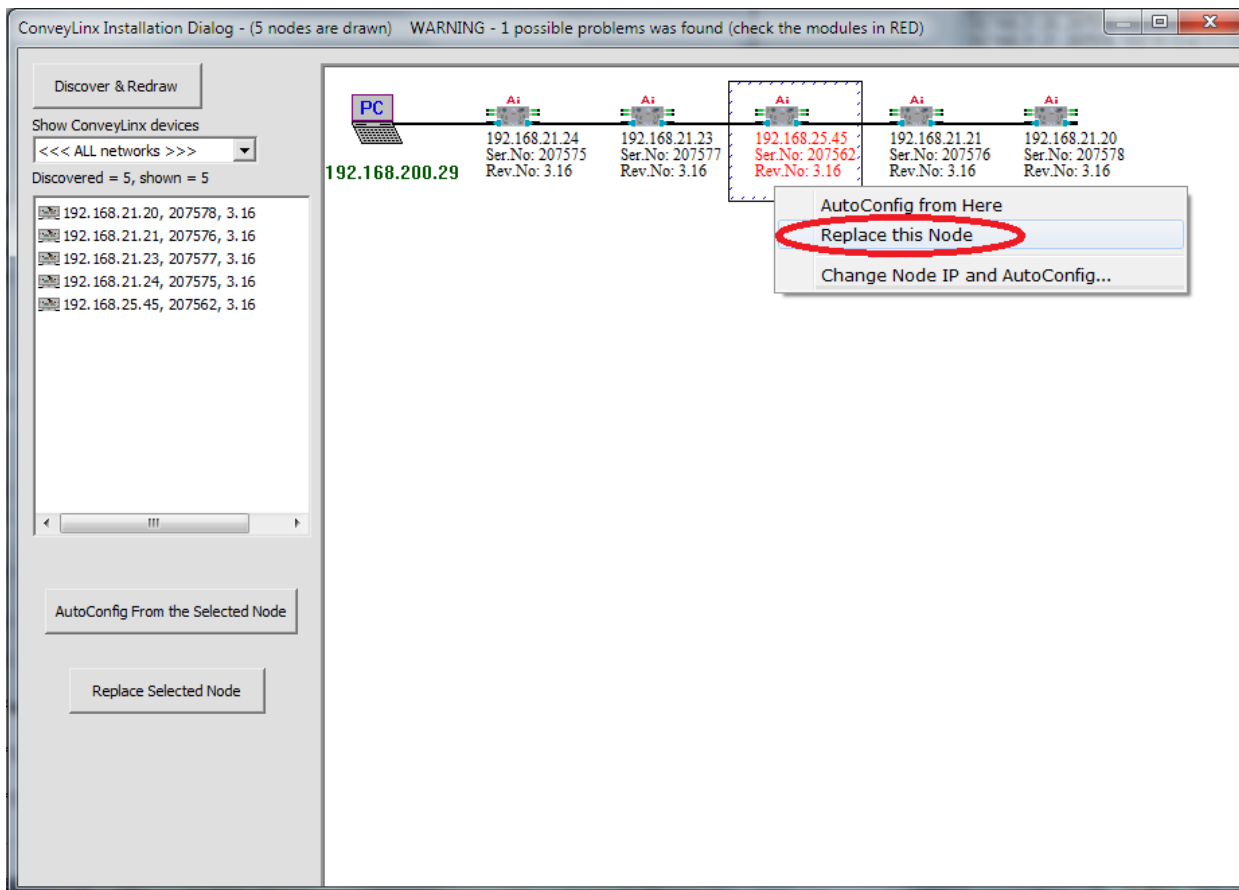 ConveyLinx Installation Dialog - (5 nodes are drawn)    WARNING - 1 possible problems was found (check the modules in RED)
Discover & Redraw
Show ConveyLinx devices
<<< ALL networks >>>
Discovered = 5, shown = 5
192.168.21.20, 207578, 3.16
192.168.21.21, 207576, 3.16
192.168.21.23, 207577, 3.16
192.168.21.24, 207575, 3.16
192.168.25.45, 207562, 3.16
AutoConfig From the Selected Node
Replace Selected Node
PC
192.168.200.29
Ai
192.168.21.24
Ser.No: 207575
Rev.No: 3.16
Ai
192.168.21.23
Ser.No: 207577
Rev.No: 3.16
Ai
192.168.25.45
Ser.No: 207562
Rev.No: 3.16
Ai
192.168.21.21
Ser.No: 207576
Rev.No: 3.16
Ai
192.168.21.20
Ser.No: 207578
Rev.No: 3.16
AutoConfig from Here
Replace this Node
Change Node IP and AutoConfig...